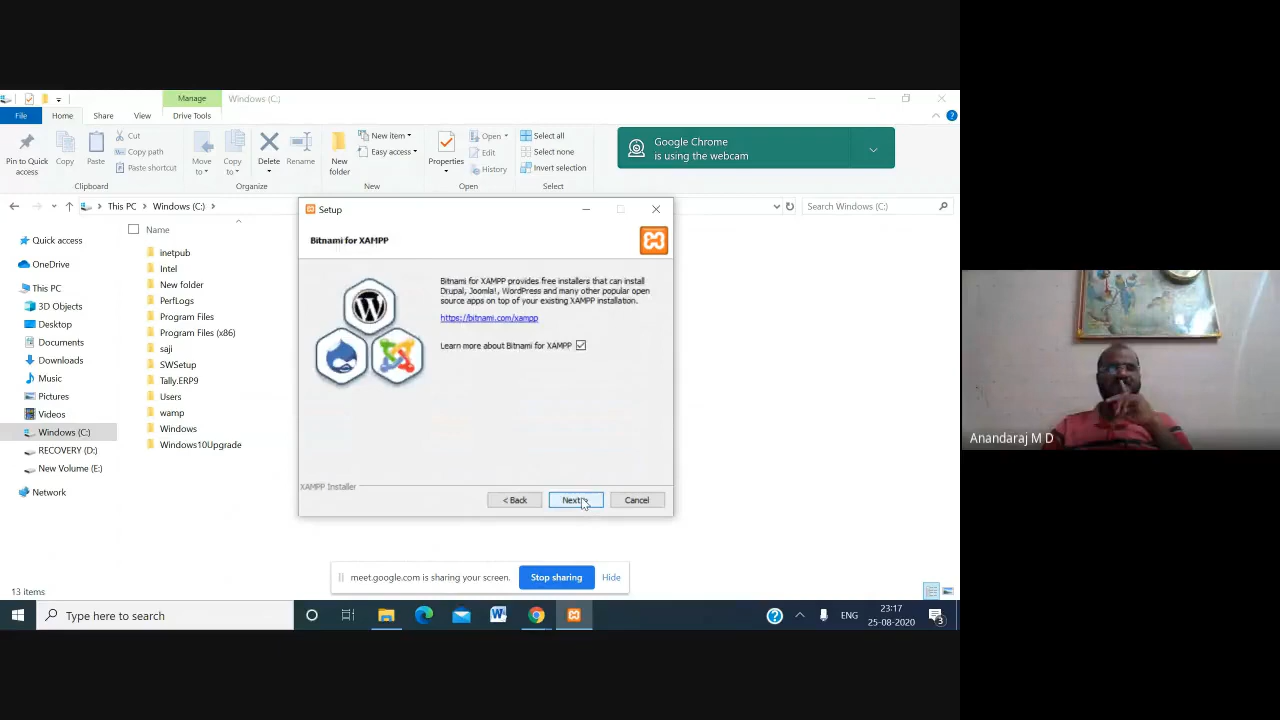 Manage
Windows (C:)
File
Home
Share
View
Drive Tools
Pin to Quick
access
Copy
Paste
Cut
Copy path
Paste shortcut
Clipboard
Move
to
Copy
to
Delete
Rename
Organize
New
folder
New item
Easy access
New
Properties
Open
Edit
History
Open
Select all
Select none
Invert selection
Select
Google Chrome
is using the webcam
This PC
Windows (C:)
Search Windows (C:)
Quick access
OneDrive
This PC
3D Objects
Desktop
Documents
Downloads
Music
Pictures
Videos
Windows (C:)
RECOVERY (D:)
New Volume (E:)
Network
Name
inetpub
Intel
New folder
PerfLogs
Program Files
Program Files (x86)
saji
SWSetup
Tally.ERP9
Users
wamp
Windows
Windows10Upgrade
Setup
Bitnami for XAMPP
Bitnami for XAMPP provides free installers that can install
Drupal, Joomla!, WordPress and many other popular open
source apps on top of your existing XAMPP installation.
https://bitnami.com/xampp
Learn more about Bitnami for XAMPP
XAMPP Installer
< Back
Next
Cancel
Anandaraj M D
meet.google.com is sharing your screen.
Stop sharing
Hide
13 items
Type here to search
ENG
23:17
25-08-2020
3